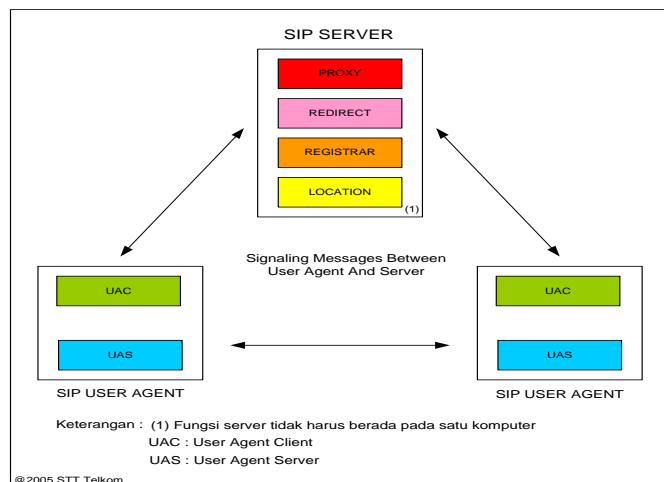 SIP SERVER
PROXY
REDIRECT
REGISTRAR
LOCATION
(1)
Signaling Messages Between
User Agent And Server
UAC
UAS
SIP USER AGENT
UAC
UAS
SIP USER AGENT
Keterangan : (1) Fungsi server tidak harus berada pada satu komputer
UAC : User Agent Client
UAS : User Agent Server
@2005 STT Telkom